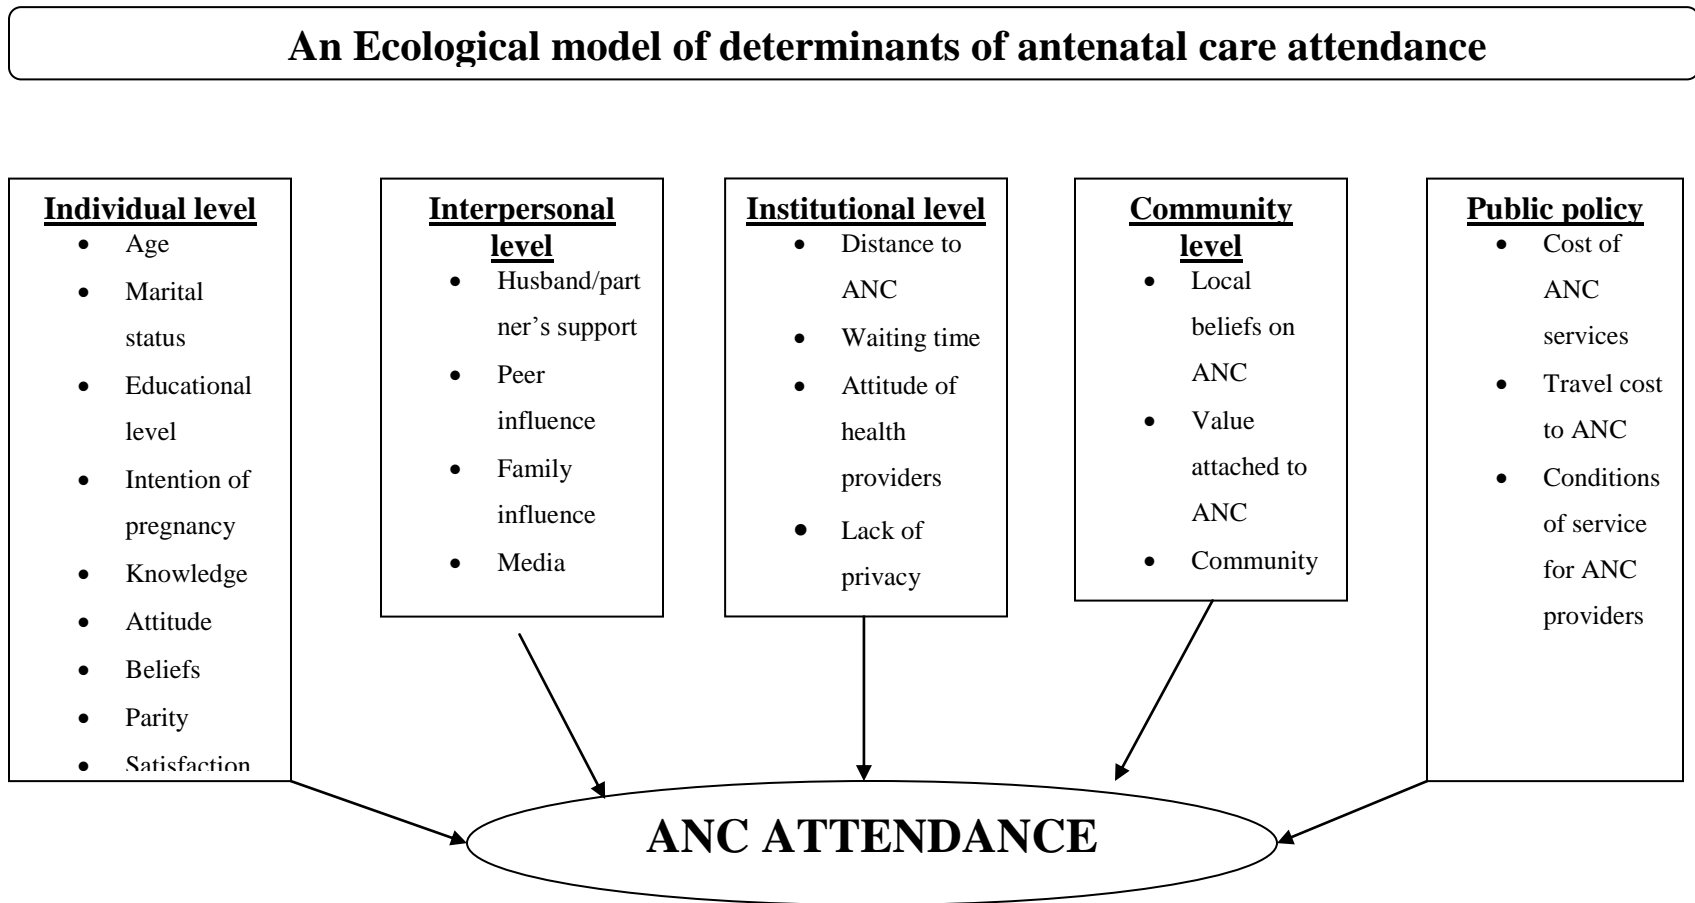 An Ecological model of determinants of antenatal care attendance
Individual level
• Age
• Marital
status
• Educational
level
• Intention of
pregnancy
• Knowledge
• Attitude
• Beliefs
• Parity
• Satisfaction
Interpersonal
level
• Husband/part
ner’s support
• Peer
influence
• Family
influence
• Media
Institutional level
• Distance to
ANC
• Waiting time
• Attitude of
health
providers
• Lack of
privacy
Community
level
• Local
beliefs on
ANC
• Value
attached to
ANC
• Community
Public policy
• Cost of
ANC
services
• Travel cost
to ANC
• Conditions
of service
for ANC
providers
ANC ATTENDANCE